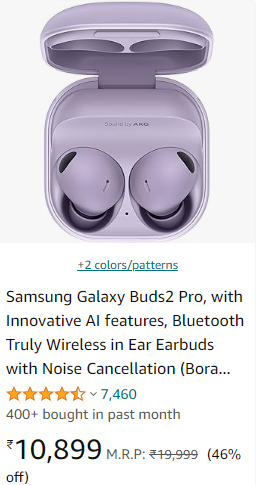 Sound by AKG
+2 colors/patterns
Samsung Galaxy Buds2 Pro, with
Innovative AI features, Bluetooth
Truly Wireless in Ear Earbuds
with Noise Cancellation (Bora...
7,460
400+ bought in past month
₹10,899 M.R.P: ₹19,999 (46%
off)